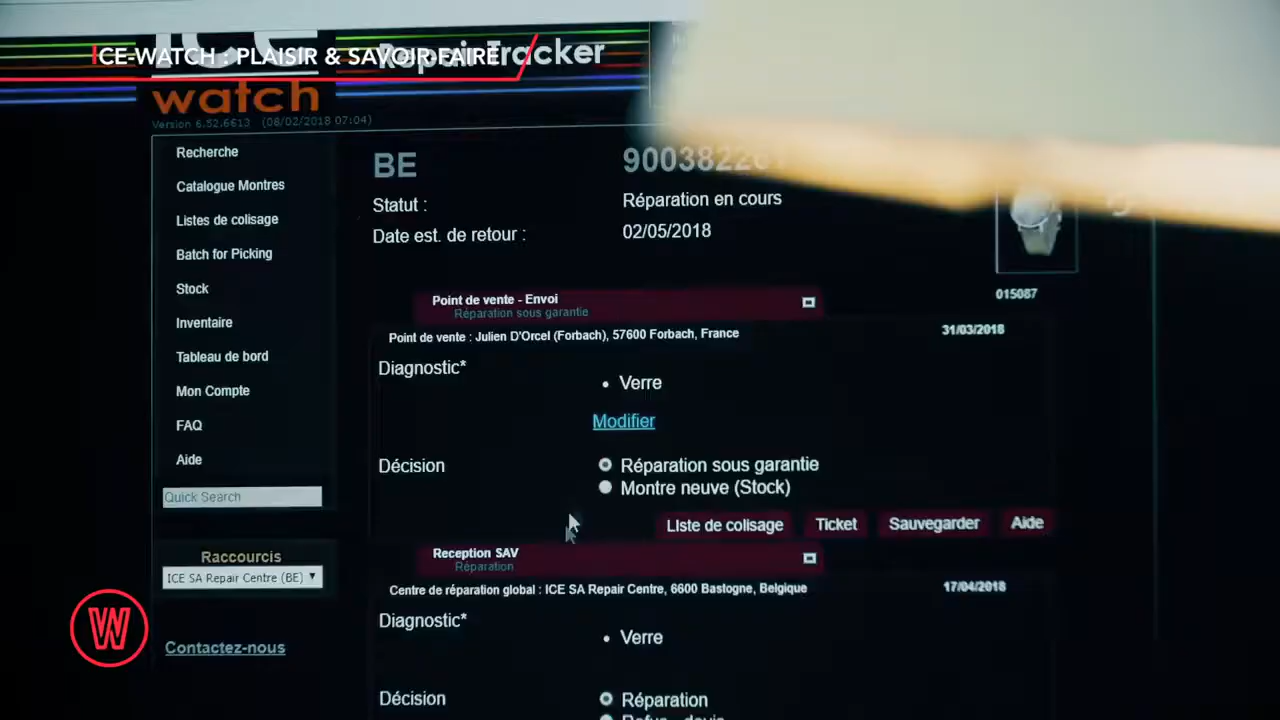 ICE-WATCH : PLAISIR & SAVOIR-FAIRE
ICE
Repair Tracker
watch
Version 6.52.6613 (08/02/2018 07:04)
Recherche
Catalogue Montres
Listes de colisage
Batch for Picking
Stock
Inventaire
Tableau de bord
Mon Compte
FAQ
Aide
Quick Search
Raccourcis
ICE SA Repair Centre (BE)
Contactez-nous
BE
Statut :
Réparation en cours
Date est. de retour :
02/05/2018
015087
Point de vente - Envoi
Réparation sous garantie
Point de vente : Julien D'Orcel (Forbach), 57600 Forbach, France
31/03/2018
Diagnostic*
• Verre
Modifier
Décision
Réparation sous garantie
Montre neuve (Stock)
LIste de colisage Ticket Sauvegarder Aide
Reception SAV
Réparation
Centre de réparation global : ICE SA Repair Centre, 6600 Bastogne, Belgique
17/04/2018
Diagnostic*
• Verre
Décision
Réparation
W